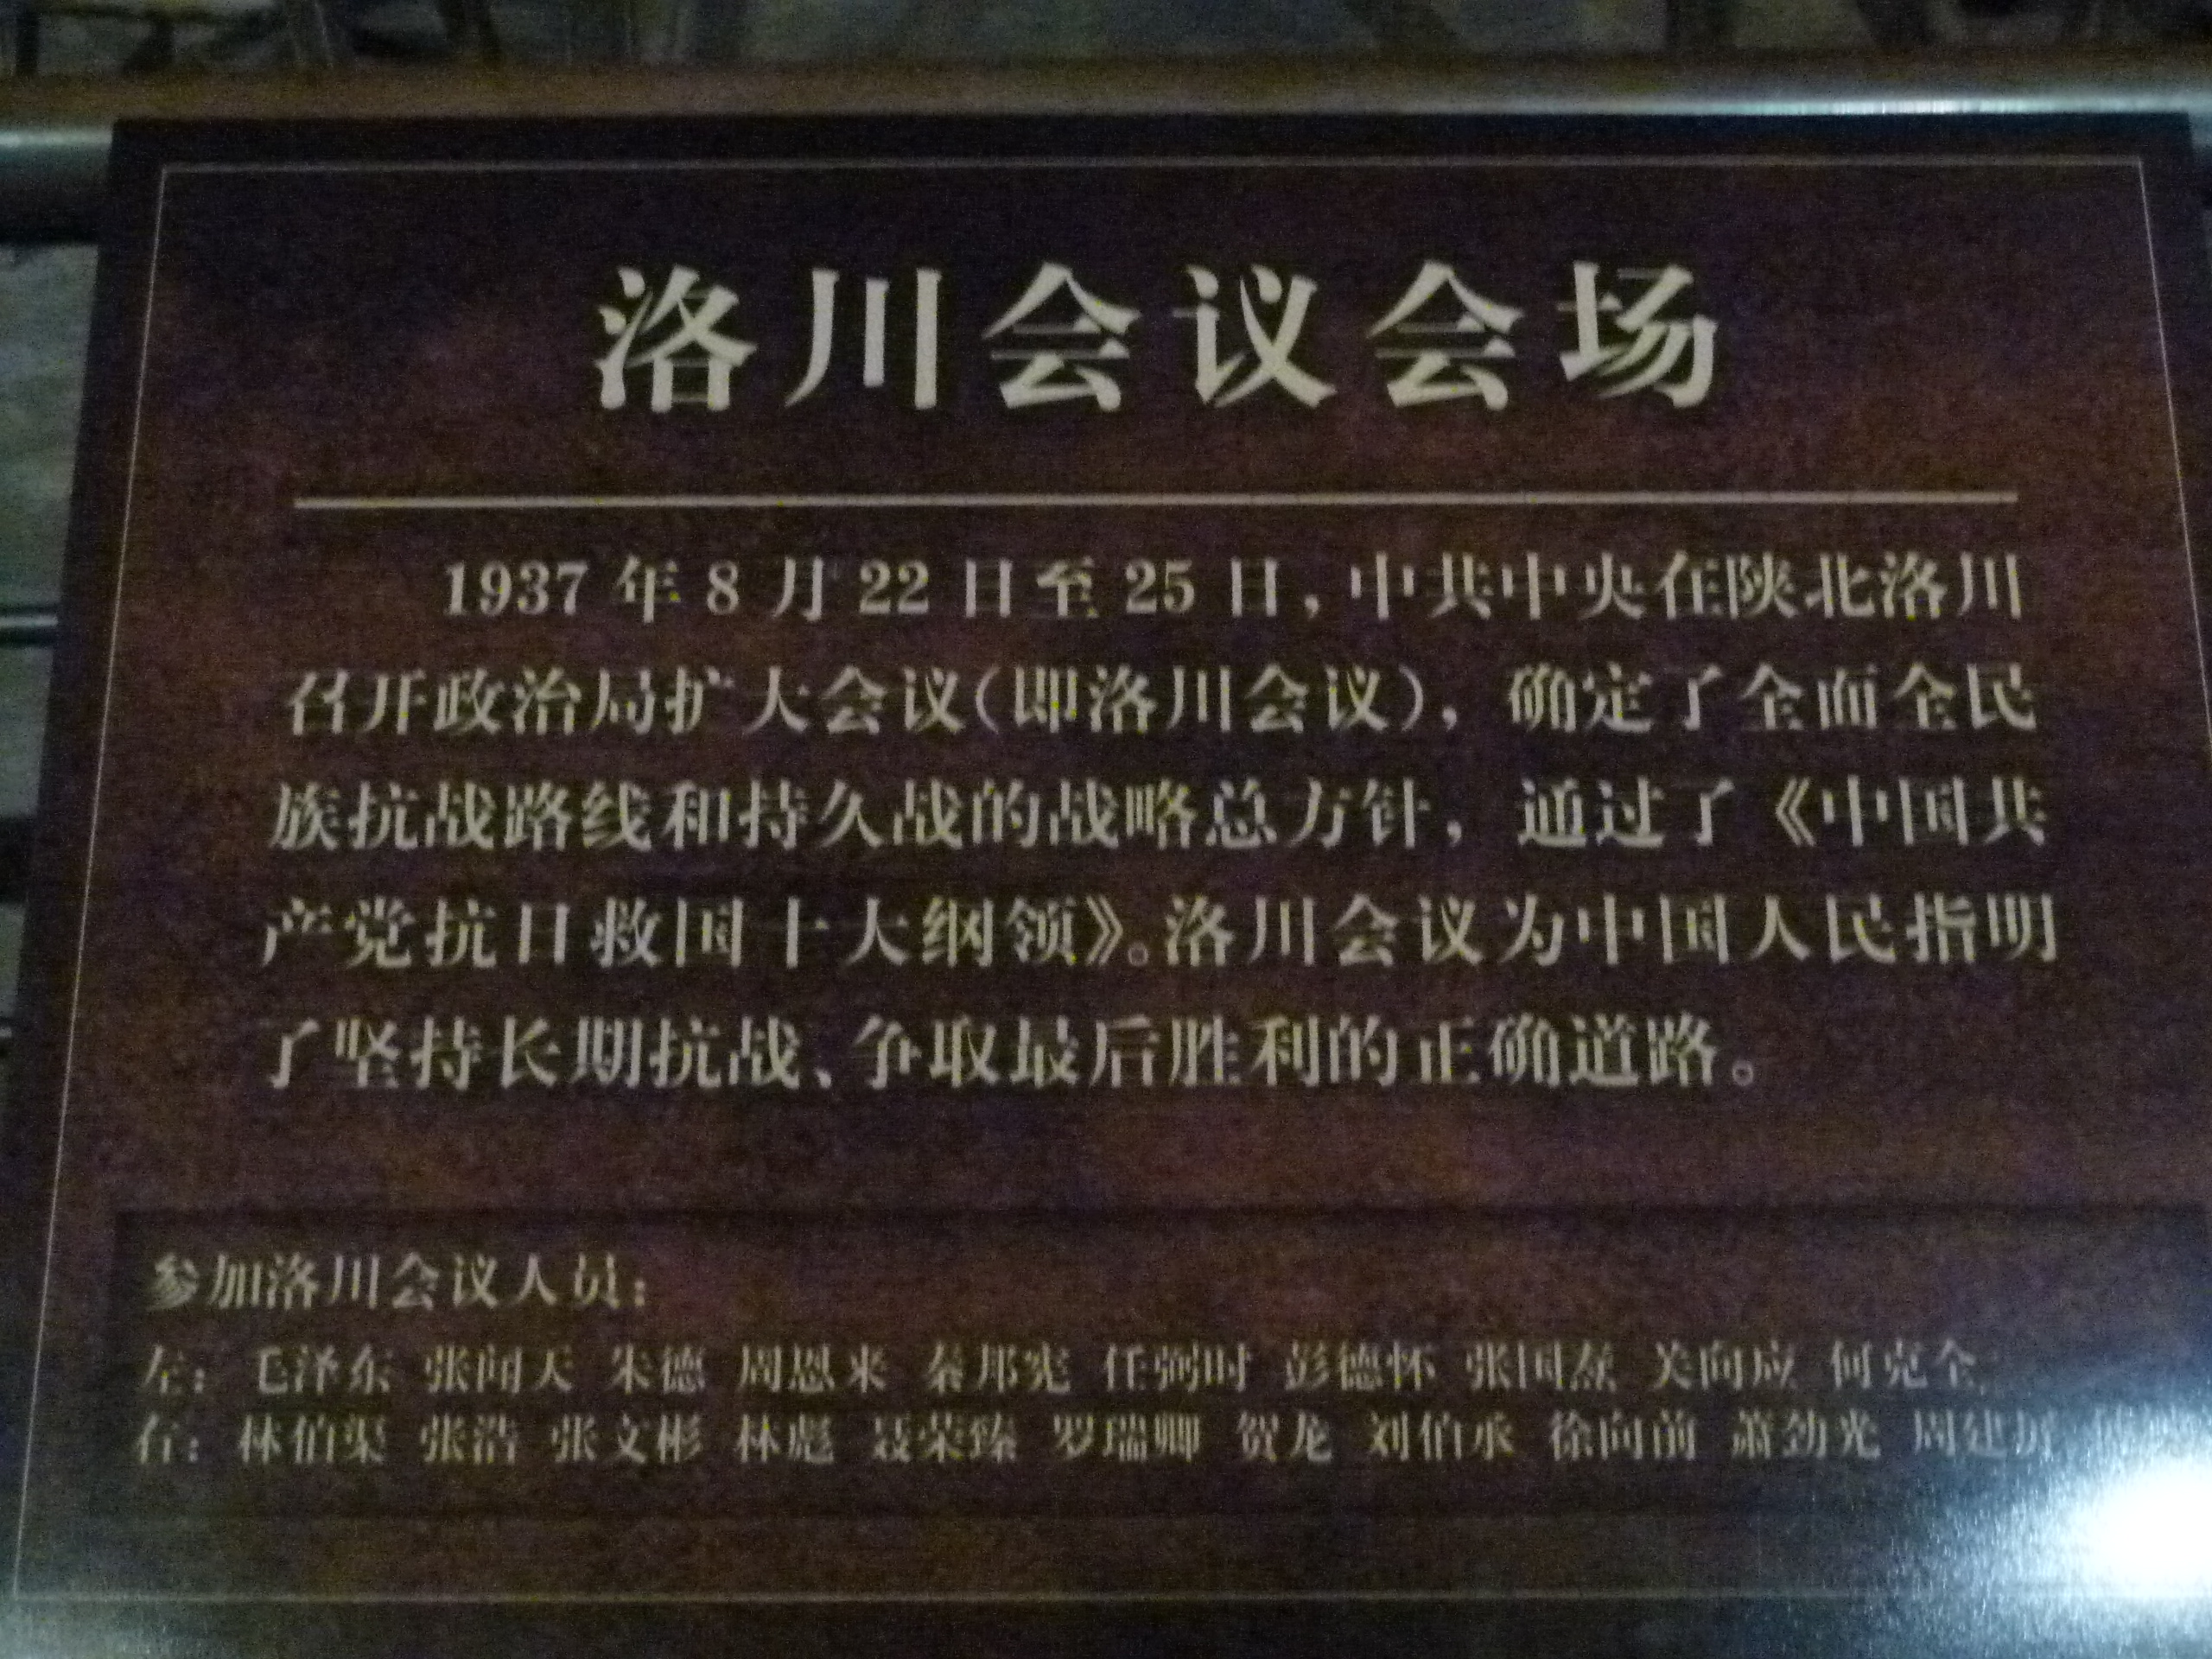 洛川会议会场
1937 年 8 月 22 日至 25 日，中共中央在陕北洛川
召开政治局扩大会议（即洛川会议），确定了全面全民
族抗战路线和持久战的战略总方针，通过了《中国共
产党抗日救国十大纲领》。洛川会议为中国人民指明
了坚持长期抗战、争取最后胜利的正确道路。
参加洛川会议人员：
左： 毛泽东 张闻天 朱德 周恩来 秦邦宪 任弼时 彭德怀 张国焘 关向应 何克全
右： 林伯渠 张浩 张文彬 林彪 聂荣臻 罗瑞卿 贺龙 刘伯承 徐向前 萧劲光 周建屏